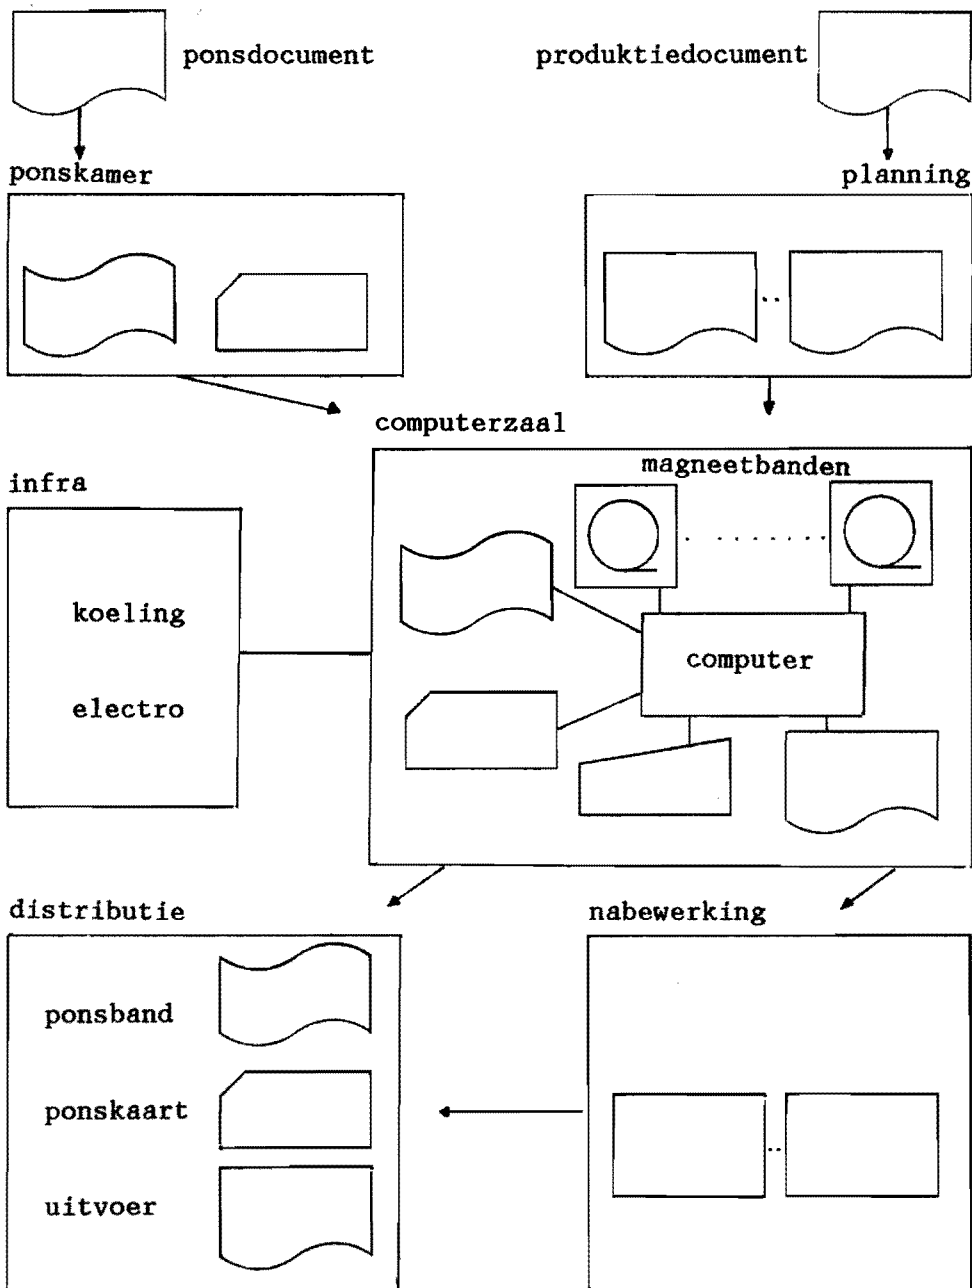 ponsdocument
produktiedocument
ponskamer
planning
computerzaal
magneetbanden
infra
koeling
computer
electro
distributie
nabewerking
ponsband
ponskaart
uitvoer